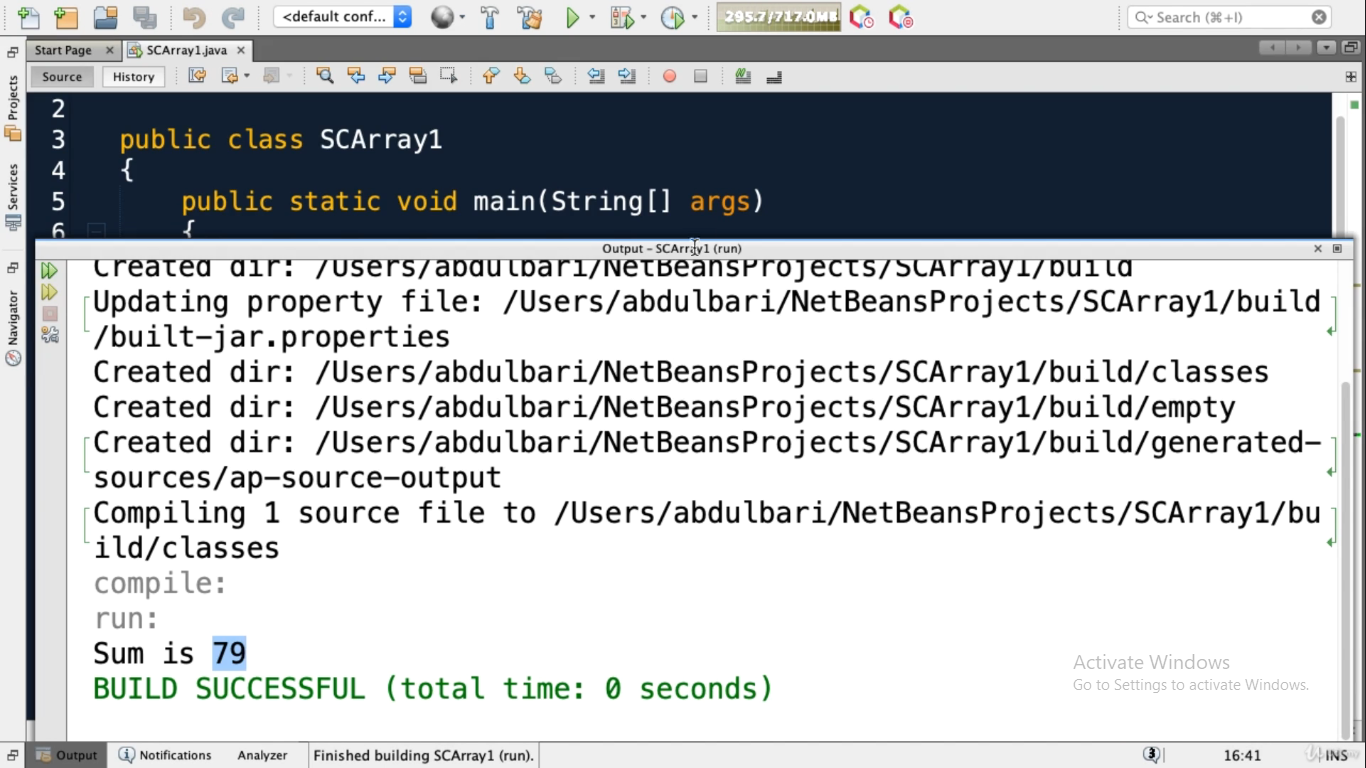 <default conf...
295.7/717.0MB
Search (⌘+I)
Start Page
SCArray1.java
Source
History
Projects
Services
Navigator
2
3 public class SCArray1
4 {
5 public static void main(String[] args)
6 {
Output - SCArray1 (run)
Created dir: /Users/abdulbari/NetBeansProjects/SCArray1/build
Updating property file: /Users/abdulbari/NetBeansProjects/SCArray1/build
/built-jar.properties
Created dir: /Users/abdulbari/NetBeansProjects/SCArray1/build/classes
Created dir: /Users/abdulbari/NetBeansProjects/SCArray1/build/empty
Created dir: /Users/abdulbari/NetBeansProjects/SCArray1/build/generated-
sources/ap-source-output
Compiling 1 source file to /Users/abdulbari/NetBeansProjects/SCArray1/bu
ild/classes
compile:
run:
Sum is 79
BUILD SUCCESSFUL (total time: 0 seconds)
Activate Windows
Go to Settings to activate Windows.
Output
Notifications
Analyzer
Finished building SCArray1 (run).
3
16:41
INS